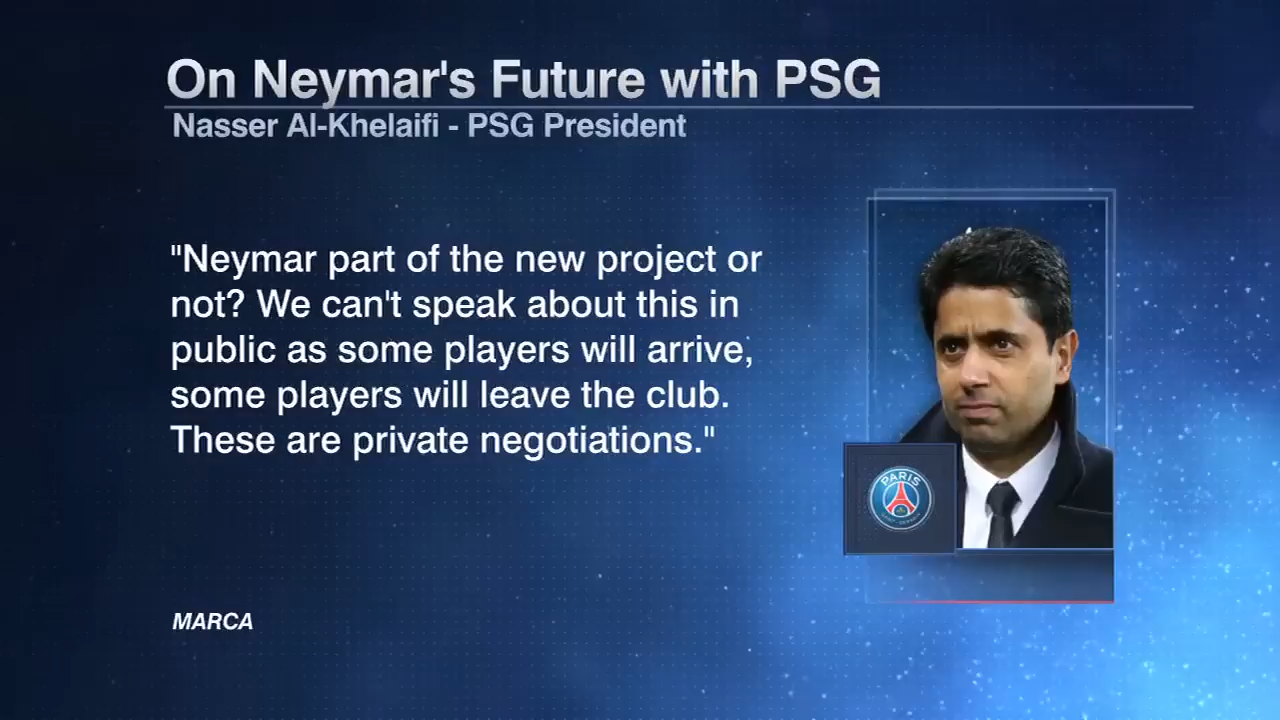 On Neymar's Future with PSG
Nasser Al-Khelaifi - PSG President
"Neymar part of the new project or
not? We can't speak about this in
public as some players will arrive,
some players will leave the club.
These are private negotiations."
PARIS
MARCA